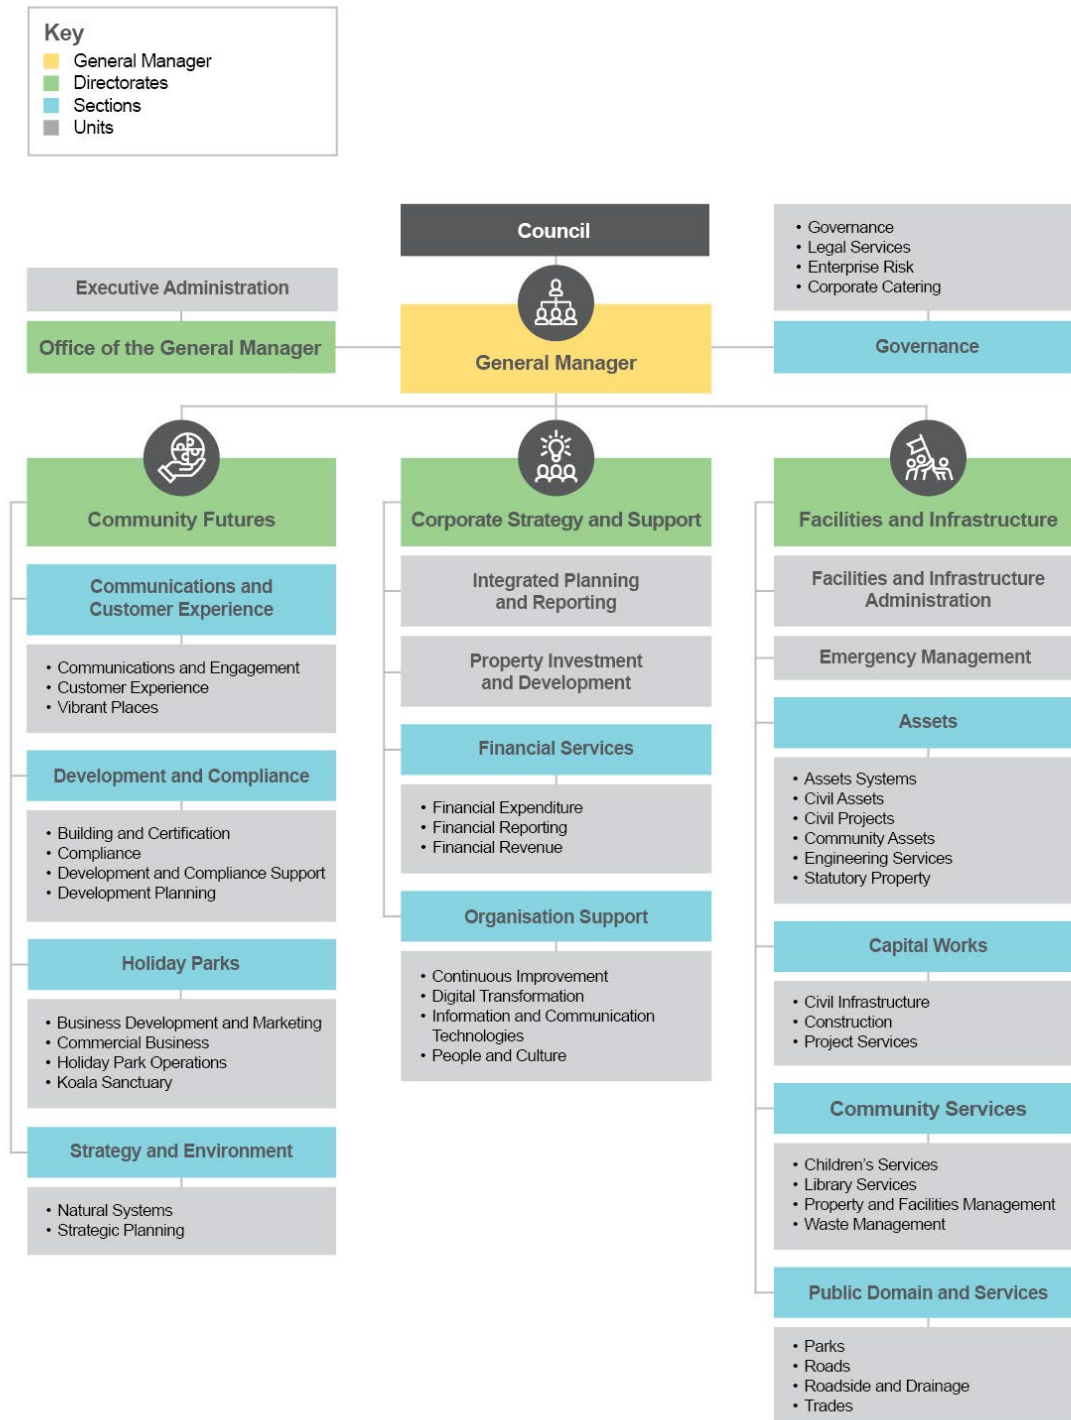 Key
General Manager
Directorates
Sections
Units
Council
• Governance
• Legal Services
• Enterprise Risk
• Corporate Catering
Executive Administration
Office of the General Manager
General Manager
Governance
Community Futures
Corporate Strategy and Support
Facilities and Infrastructure
Communications and
Customer Experience
• Communications and Engagement
• Customer Experience
• Vibrant Places
Development and Compliance
• Building and Certification
• Compliance
• Development and Compliance Support
• Development Planning
Holiday Parks
• Business Development and Marketing
• Commercial Business
• Holiday Park Operations
• Koala Sanctuary
Strategy and Environment
• Natural Systems
• Strategic Planning
Integrated Planning
and Reporting
Property Investment
and Development
Financial Services
• Financial Expenditure
• Financial Reporting
• Financial Revenue
Organisation Support
• Continuous Improvement
• Digital Transformation
• Information and Communication
Technologies
• People and Culture
Facilities and Infrastructure
Administration
Emergency Management
Assets
• Assets Systems
• Civil Assets
• Civil Projects
• Community Assets
• Engineering Services
• Statutory Property
Capital Works
• Civil Infrastructure
• Construction
• Project Services
Community Services
• Children’s Services
• Library Services
• Property and Facilities Management
• Waste Management
Public Domain and Services
• Parks
• Roads
• Roadside and Drainage
• Trades